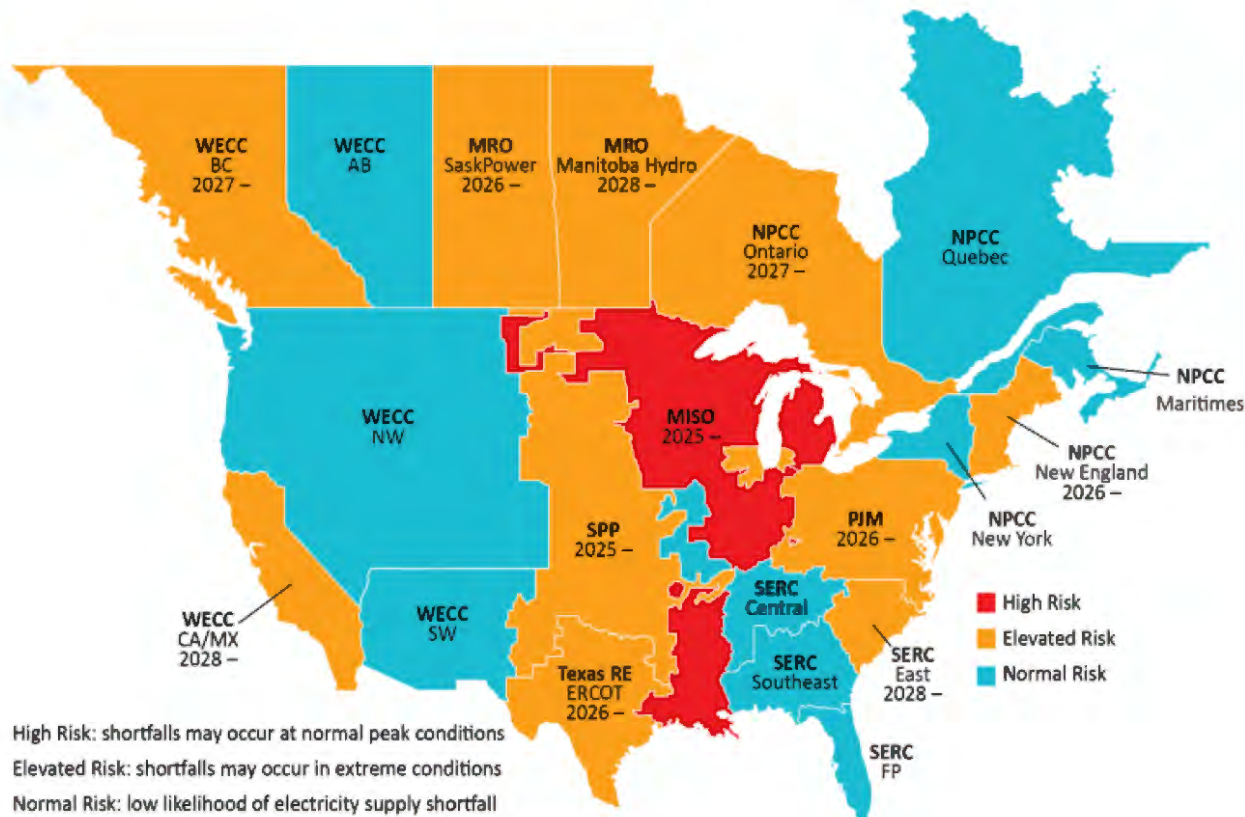 WECC
BC
2027 –
WECC
AB
MRO
SaskPower
2026 –
MRO
Manitoba Hydro
2028 –
NPCC
Ontario
2027 –
NPCC
Quebec
NPCC
Maritimes
WECC
NW
MISO
2025 –
NPCC
New England
2026 –
SPP
2025 –
PJM
2026 –
NPCC
New York
WECC
CA/MX
2028 –
WECC
SW
SERC
Central
High Risk
Elevated Risk
Normal Risk
Texas RE
ERCOT
2026 –
SERC
Southeast
SERC
East
2028 –
SERC
FP
High Risk: shortfalls may occur at normal peak conditions
Elevated Risk: shortfalls may occur in extreme conditions
Normal Risk: low likelihood of electricity supply shortfall